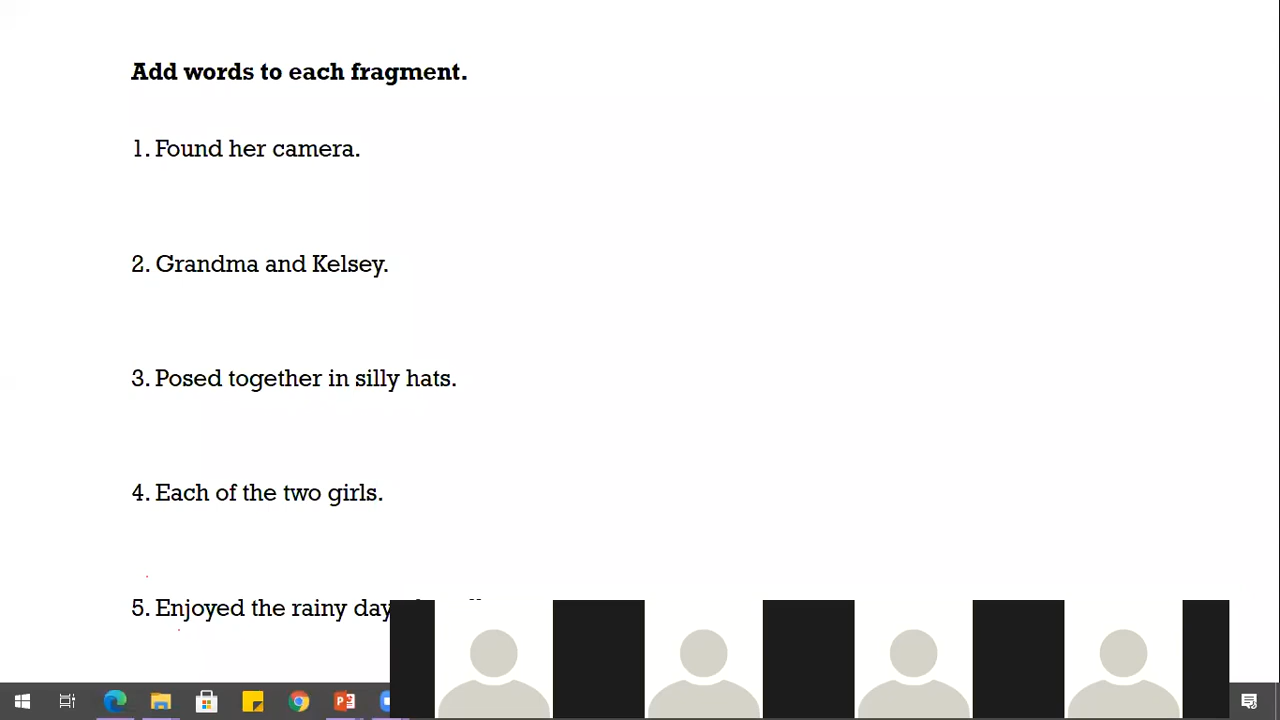 Add words to each fragment.
1. Found her camera.
2. Grandma and Kelsey.
3. Posed together in silly hats.
4. Each of the two girls.
5. Enjoyed the rainy day